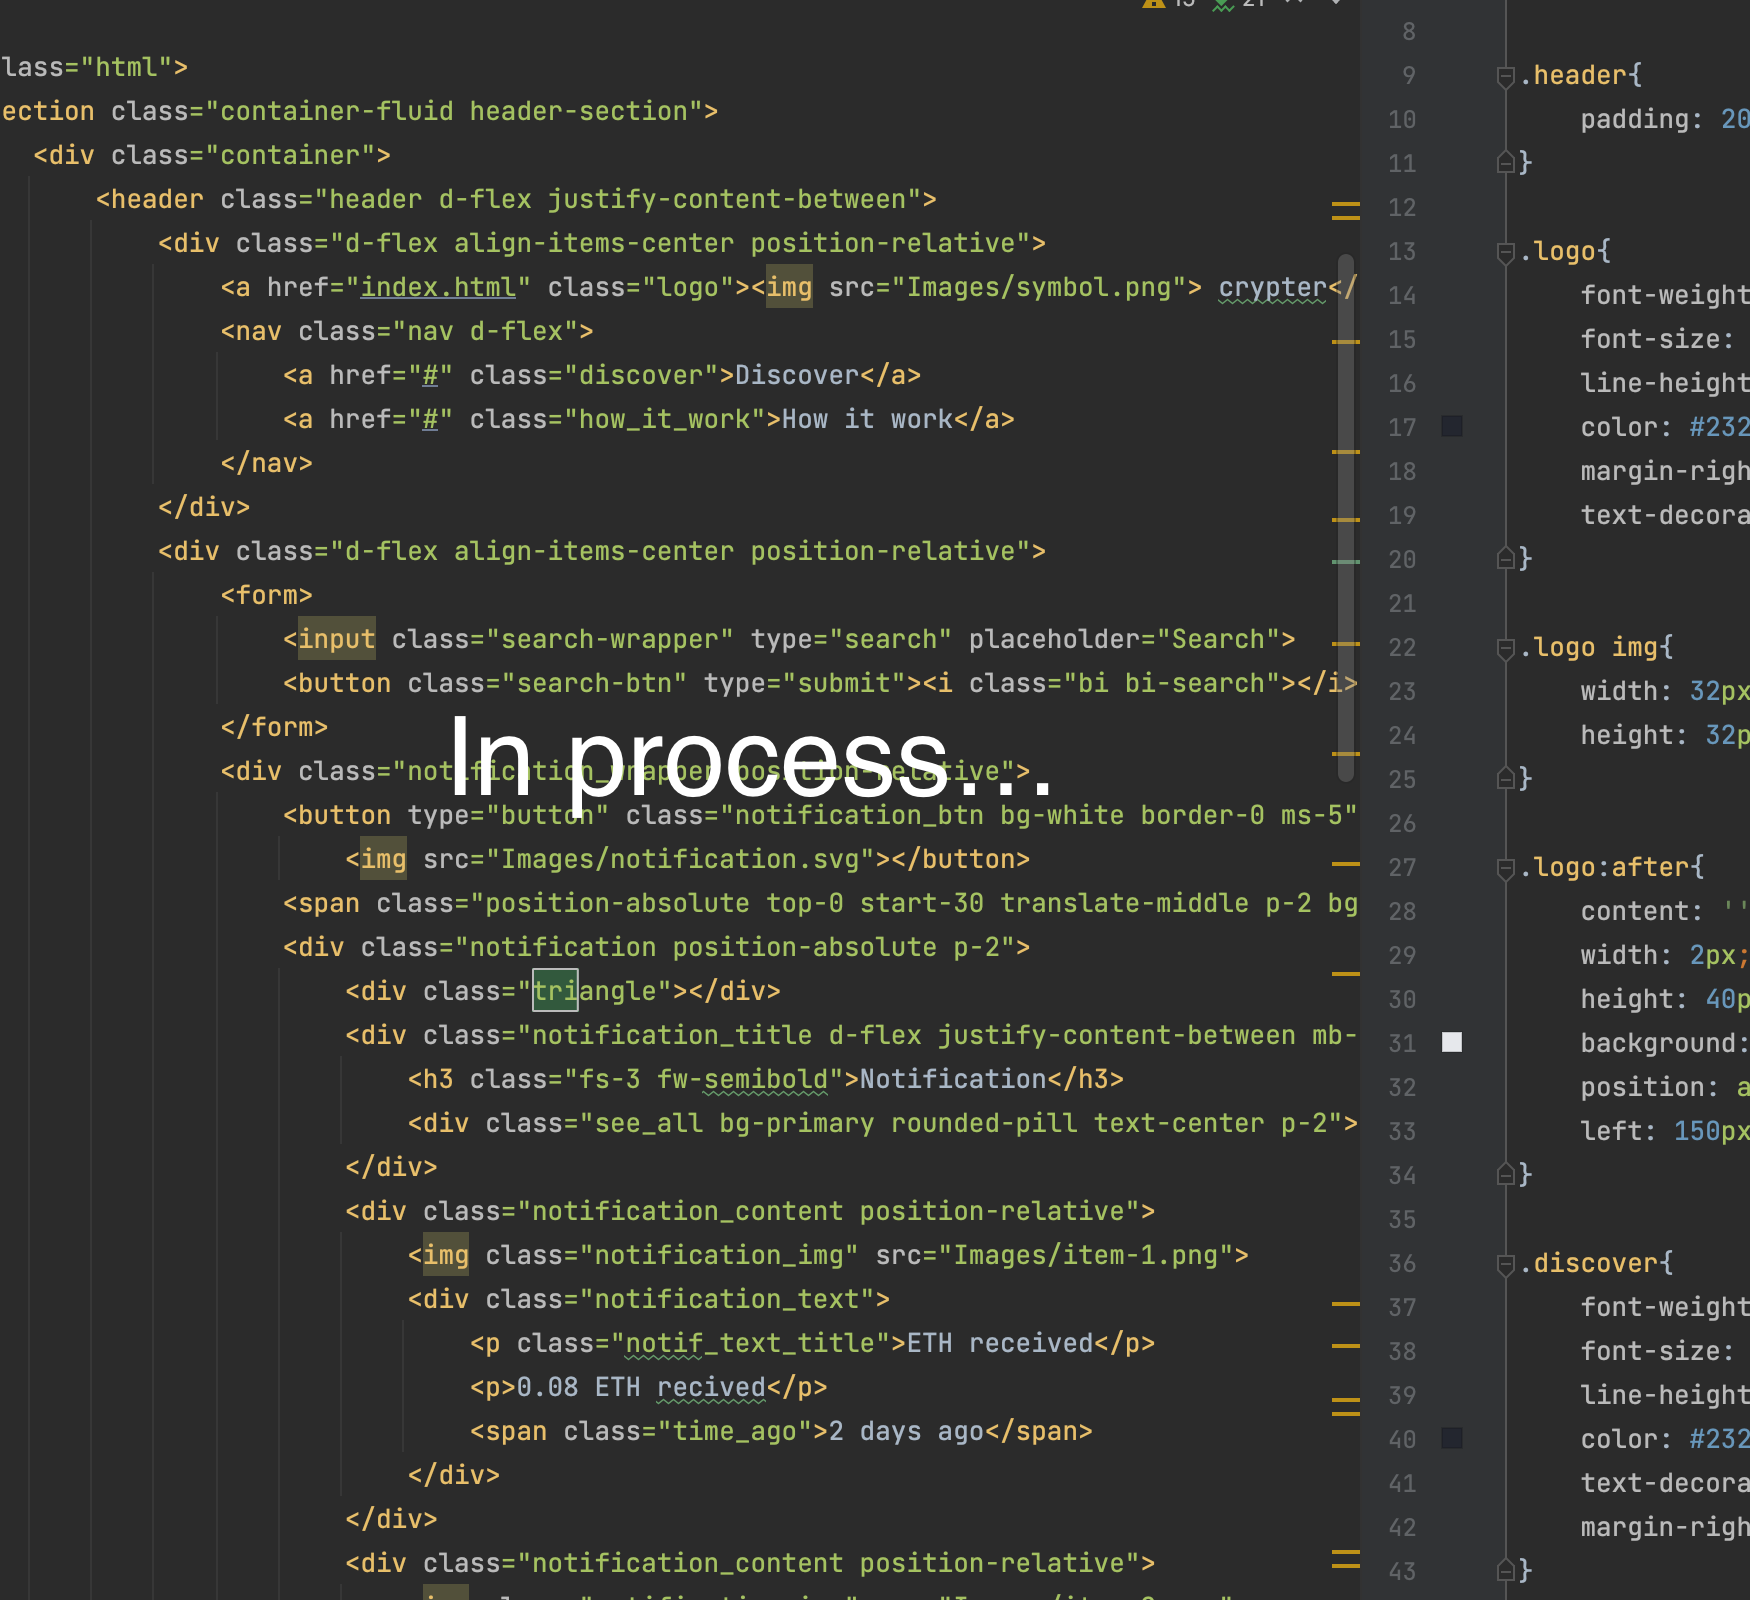 lass="html">
ection class="container-fluid header-section">
<div class="container">
<header class="header d-flex justify-content-between">
<div class="d-flex align-items-center position-relative">
<a href="index.html" class="logo"><img src="Images/symbol.png"> crypter</
<nav class="nav d-flex">
<a href="#" class="discover">Discover</a>
<a href="#" class="how_it_work">How it work</a>
</nav>
</div>
<div class="d-flex align-items-center position-relative">
<form>
<input class="search-wrapper" type="search" placeholder="Search">
<button class="search-btn" type="submit"><i class="bi bi-search"></i>
</form>
In process...
<div class="notification_wrapper position-relative">
<button type="button" class="notification_btn bg-white border-0 ms-5"
<img src="Images/notification.svg"></button>
<span class="position-absolute top-0 start-30 translate-middle p-2 bg
<div class="notification position-absolute p-2">
<div class="triangle"></div>
<div class="notification_title d-flex justify-content-between mb-
<h3 class="fs-3 fw-semibold">Notification</h3>
<div class="see_all bg-primary rounded-pill text-center p-2">
</div>
<div class="notification_content position-relative">
<img class="notification_img" src="Images/item-1.png">
<div class="notification_text">
<p class="notif_text_title">ETH received</p>
<p>0.08 ETH recived</p>
<span class="time_ago">2 days ago</span>
</div>
</div>
<div class="notification_content position-relative">
8
9 .header{
10 padding: 20
11 }
12
13 .logo{
14 font-weight
15 font-size:
16 line-height
17 color: #232
18 margin-righ
19 text-decora
20 }
21
22 .logo img{
23 width: 32px
24 height: 32p
25 }
26
27 .logo:after{
28 content: ''
29 width: 2px;
30 height: 40p
31 background:
32 position: a
33 left: 150px
34 }
35
36 .discover{
37 font-weight
38 font-size:
39 line-height
40 color: #232
41 text-decora
42 margin-righ
43 }